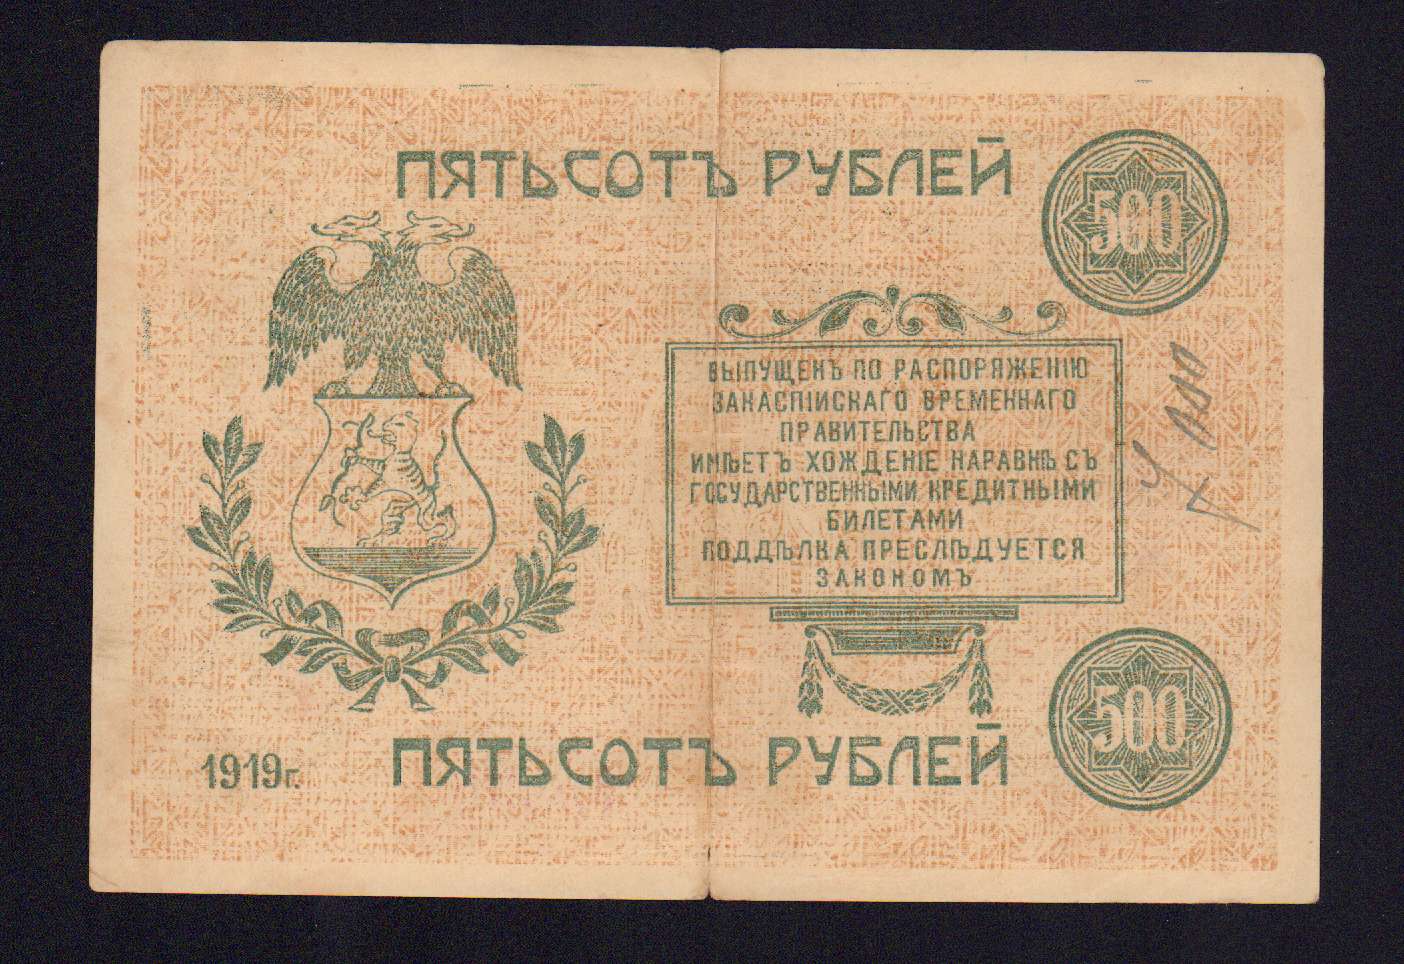 ПЯТЬСОТЪ РУБЛЕЙ
500
ВЫПУЩЕНЪ ПО РАСПОРЯЖЕНІЮ
ЗАКАСПІЙСКАГО ВРЕМЕННАГО
ПРАВИТЕЛЬСТВА
ИМѢЕТЪ ХОЖДЕНІЕ НАРАВНѢ СЪ
ГОСУДАРСТВЕННЫМИ КРЕДИТНЫМИ
БИЛЕТАМИ
ПОДДѢЛКА ПРЕСЛѢДУЕТСЯ
ЗАКОНОМЪ
500
1919г.
ПЯТЬСОТЪ РУБЛЕЙ